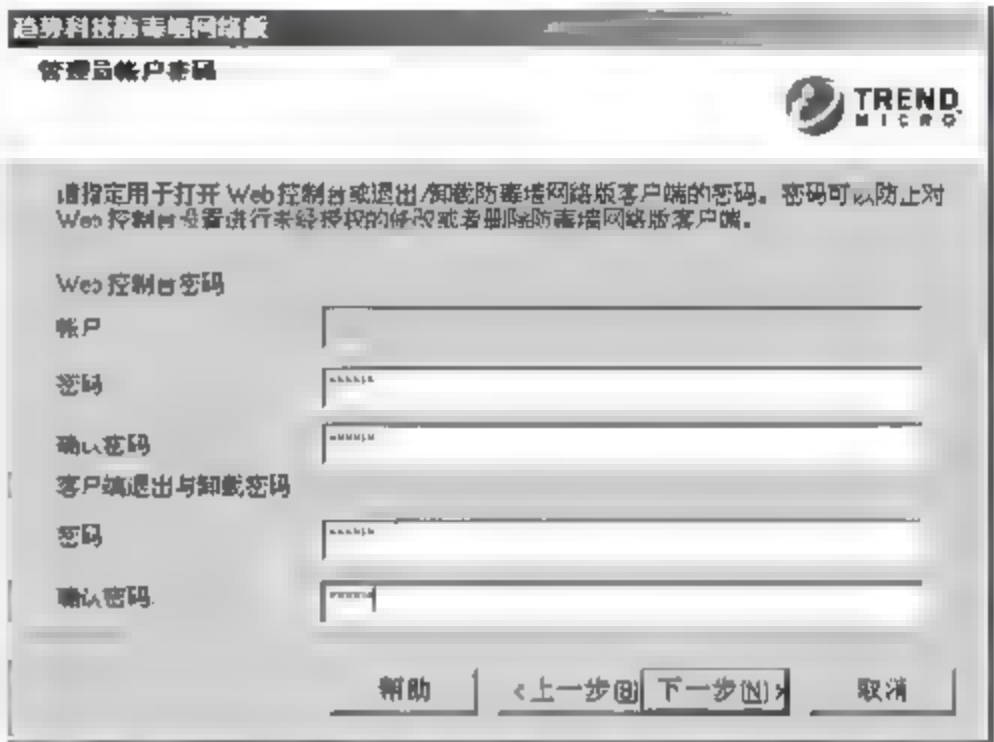 趋势科技防毒墙网络版
管理员帐户密码
TREND
MICRO
请指定用于打开 Web 控制台或退出/卸载防毒墙网络版客户端的密码。密码可以防止对
Web 控制台设置进行未经授权的修改或者删除防毒墙网络版客户端。
Web 控制台密码
帐户
密码
******
确认密码
******
客户端退出与卸载密码
密码
******
确认密码:
******
帮助
<上一步(B)
下一步(N)>
取消